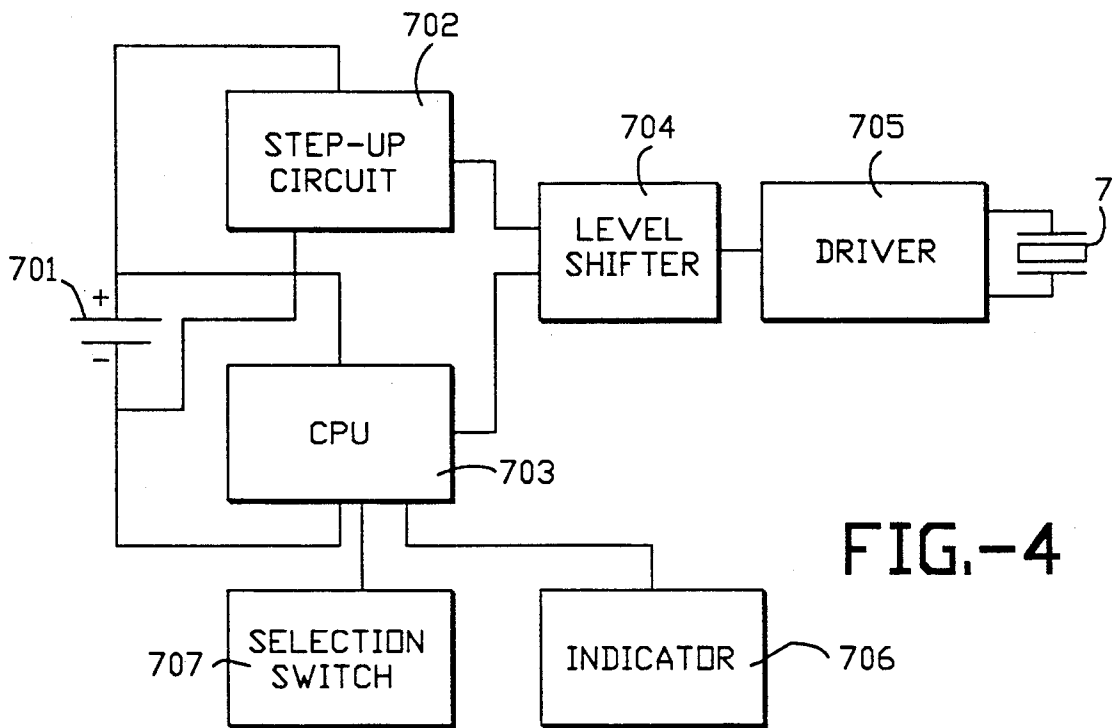 702
STEP-UP
CIRCUIT
704
LEVEL
SHIFTER
705
DRIVER
7
701
+
-
CPU
703
FIG.-4
SELECTION
SWITCH
707
INDICATOR
706